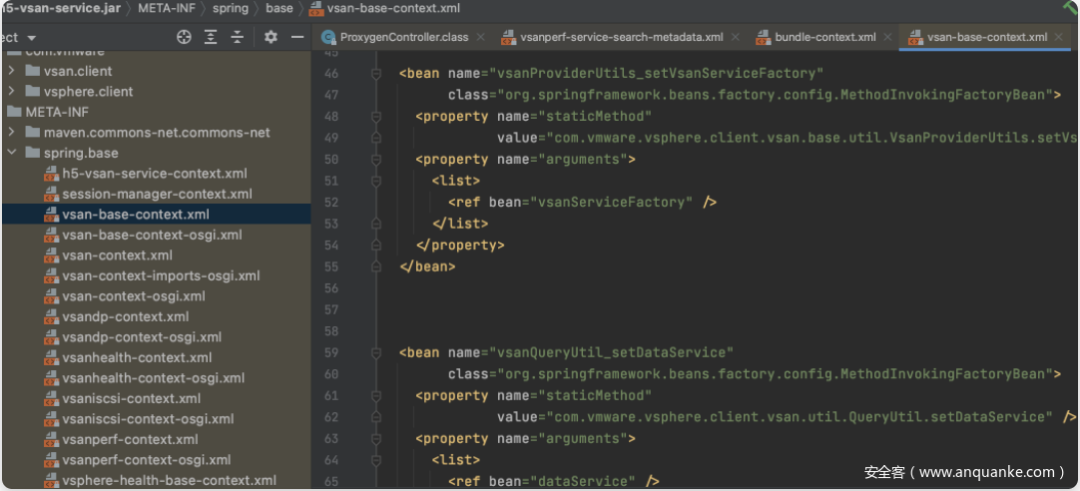 h5-vsan-service.jar META-INF spring base vsan-base-context.xml
ect
ProxygenController.class vsanperf-service-search-metadata.xml bundle-context.xml vsan-base-context.xml
com.vmware
vsan.client
vsphere.client
META-INF
maven.commons-net.commons-net
spring.base
h5-vsan-service-context.xml
session-manager-context.xml
vsan-base-context.xml
vsan-base-context-osgi.xml
vsan-context.xml
vsan-context-imports-osgi.xml
vsan-context-osgi.xml
vsandp-context.xml
vsandp-context-osgi.xml
vsanhealth-context.xml
vsanhealth-context-osgi.xml
vsaniscsi-context.xml
vsaniscsi-context-osgi.xml
vsanperf-context.xml
vsanperf-context-osgi.xml
vsphere-health-base-context.xml
45
46 <bean name="vsanProviderUtils_setVsanServiceFactory"
47 class="org.springframework.beans.factory.config.MethodInvokingFactoryBean">
48 <property name="staticMethod"
49 value="com.vmware.vsphere.client.vsan.base.util.VsanProviderUtils.setVs
50 <property name="arguments">
51 <list>
52 <ref bean="vsanServiceFactory" />
53 </list>
54 </property>
55 </bean>
56
57
58
59 <bean name="vsanQueryUtil_setDataService"
60 class="org.springframework.beans.factory.config.MethodInvokingFactoryBean">
61 <property name="staticMethod"
62 value="com.vmware.vsphere.client.vsan.util.QueryUtil.setDataService" />
63 <property name="arguments">
64 <list>
65 <ref bean="dataService" />
安全客（www.anquanke.com）